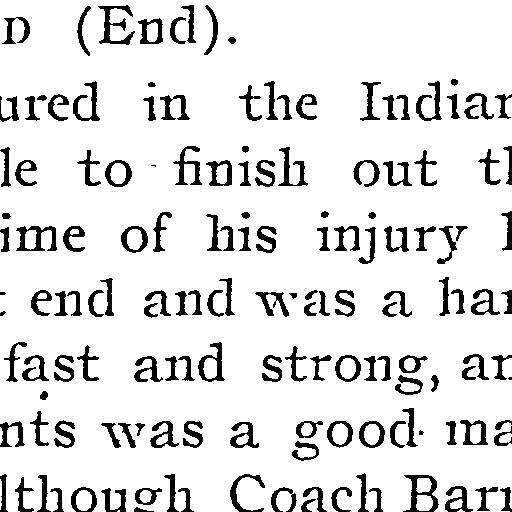 D (End).
ured in the Indian
le to finish out th
ime of his injury h
t end and was a har
fast and strong, an
nts was a good ma
lthough Coach Barr